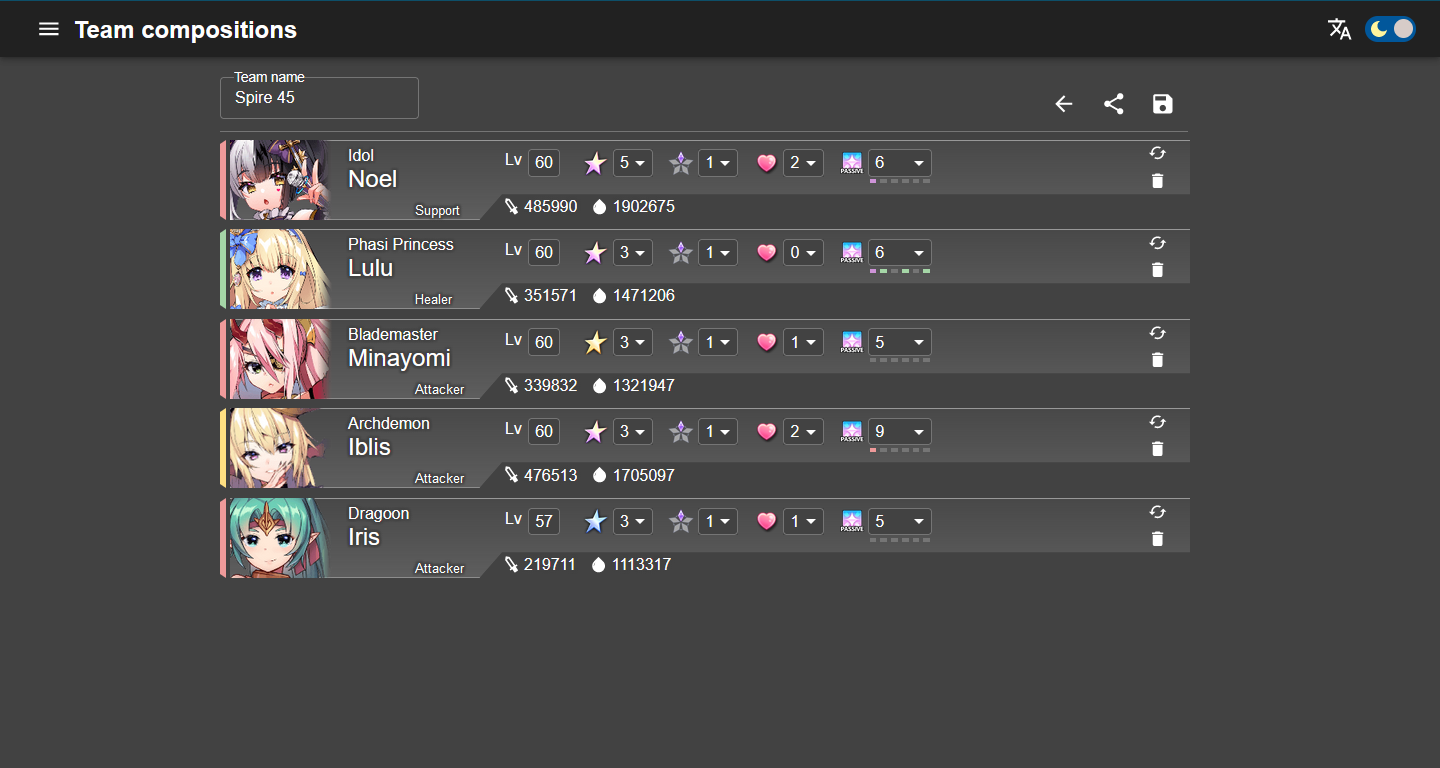 Team compositions
Team name
Spire 45
Idol
Noel
Support
Lv 60 5 1 2 PASSIVE 6
485990 1902675
Phasi Princess
Lulu
Healer
Lv 60 3 1 0 PASSIVE 6
351571 1471206
Blademaster
Minayomi
Attacker
Lv 60 3 1 1 PASSIVE 5
339832 1321947
Archdemon
Iblis
Attacker
Lv 60 3 1 2 PASSIVE 9
476513 1705097
Dragoon
Iris
Attacker
Lv 57 3 1 1 PASSIVE 5
219711 1113317